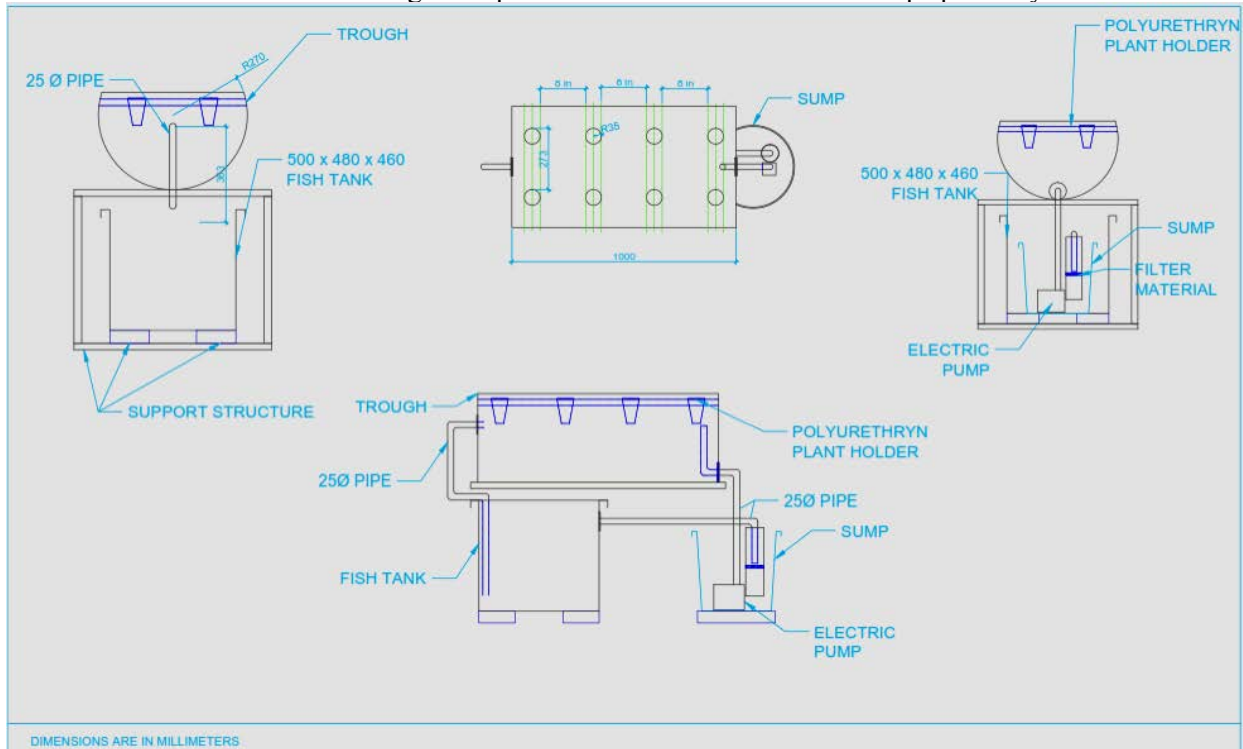 TROUGH
R270
25 Ø PIPE
500 x 480 x 460
FISH TANK
SUPPORT STRUCTURE
6 in
6 in
6 in
SUMP
R35
273
1000
POLYURETHRYN
PLANT HOLDER
500 x 480 x 460
FISH TANK
SUMP
FILTER
MATERIAL
ELECTRIC
PUMP
TROUGH
POLYURETHRYN
PLANT HOLDER
25Ø PIPE
25Ø PIPE
SUMP
FISH TANK
ELECTRIC
PUMP
DIMENSIONS ARE IN MILLIMETERS